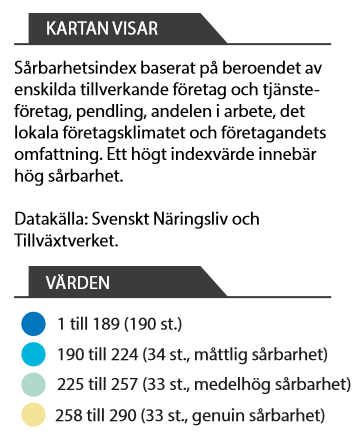 KARTAN VISAR
Sårbarhetsindex baserat på beroendet av
enskilda tillverkande företag och tjänste-
företag, pendling, andelen i arbete, det
lokala företagsklimatet och företagandets
omfattning. Ett högt indexvärde innebär
hög sårbarhet.
Datakälla: Svenskt Näringsliv och
Tillväxtverket.
VÄRDEN
1 till 189 (190 st.)
190 till 224 (34 st., måttlig sårbarhet)
225 till 257 (33 st., medelhög sårbarhet)
258 till 290 (33 st., genuin sårbarhet)